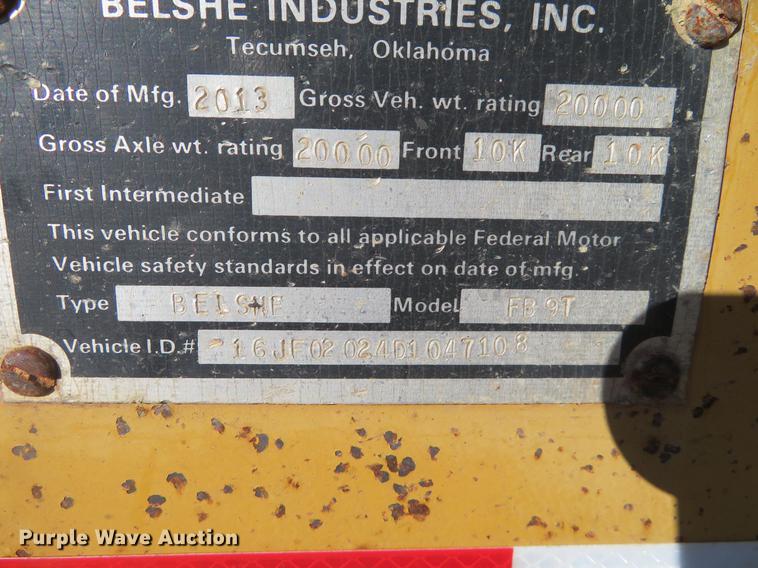 BELSHE INDUSTRIES, INC.
Tecumseh, Oklahoma
Date of Mfg. 2013 Gross Veh. wt. rating 20000
Gross Axle wt. rating 20000 Front 10K Rear 10K
First Intermediate
This vehicle conforms to all applicable Federal Motor
Vehicle safety standards in effect on date of mfg.
Type BELSHE Model FB9T
Vehicle I.D.# 16JF02024D1047108
Purple Wave Auction